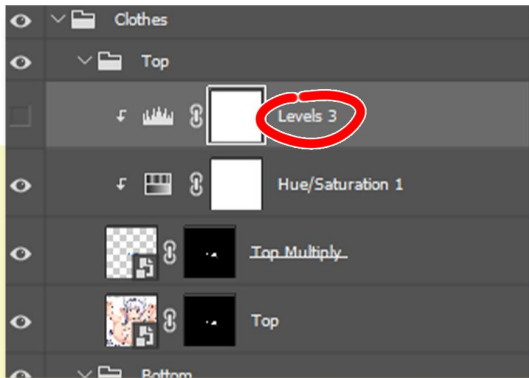 Clothes
Top
Levels 3
Hue/Saturation 1
Top Multiply
Top
Bottom